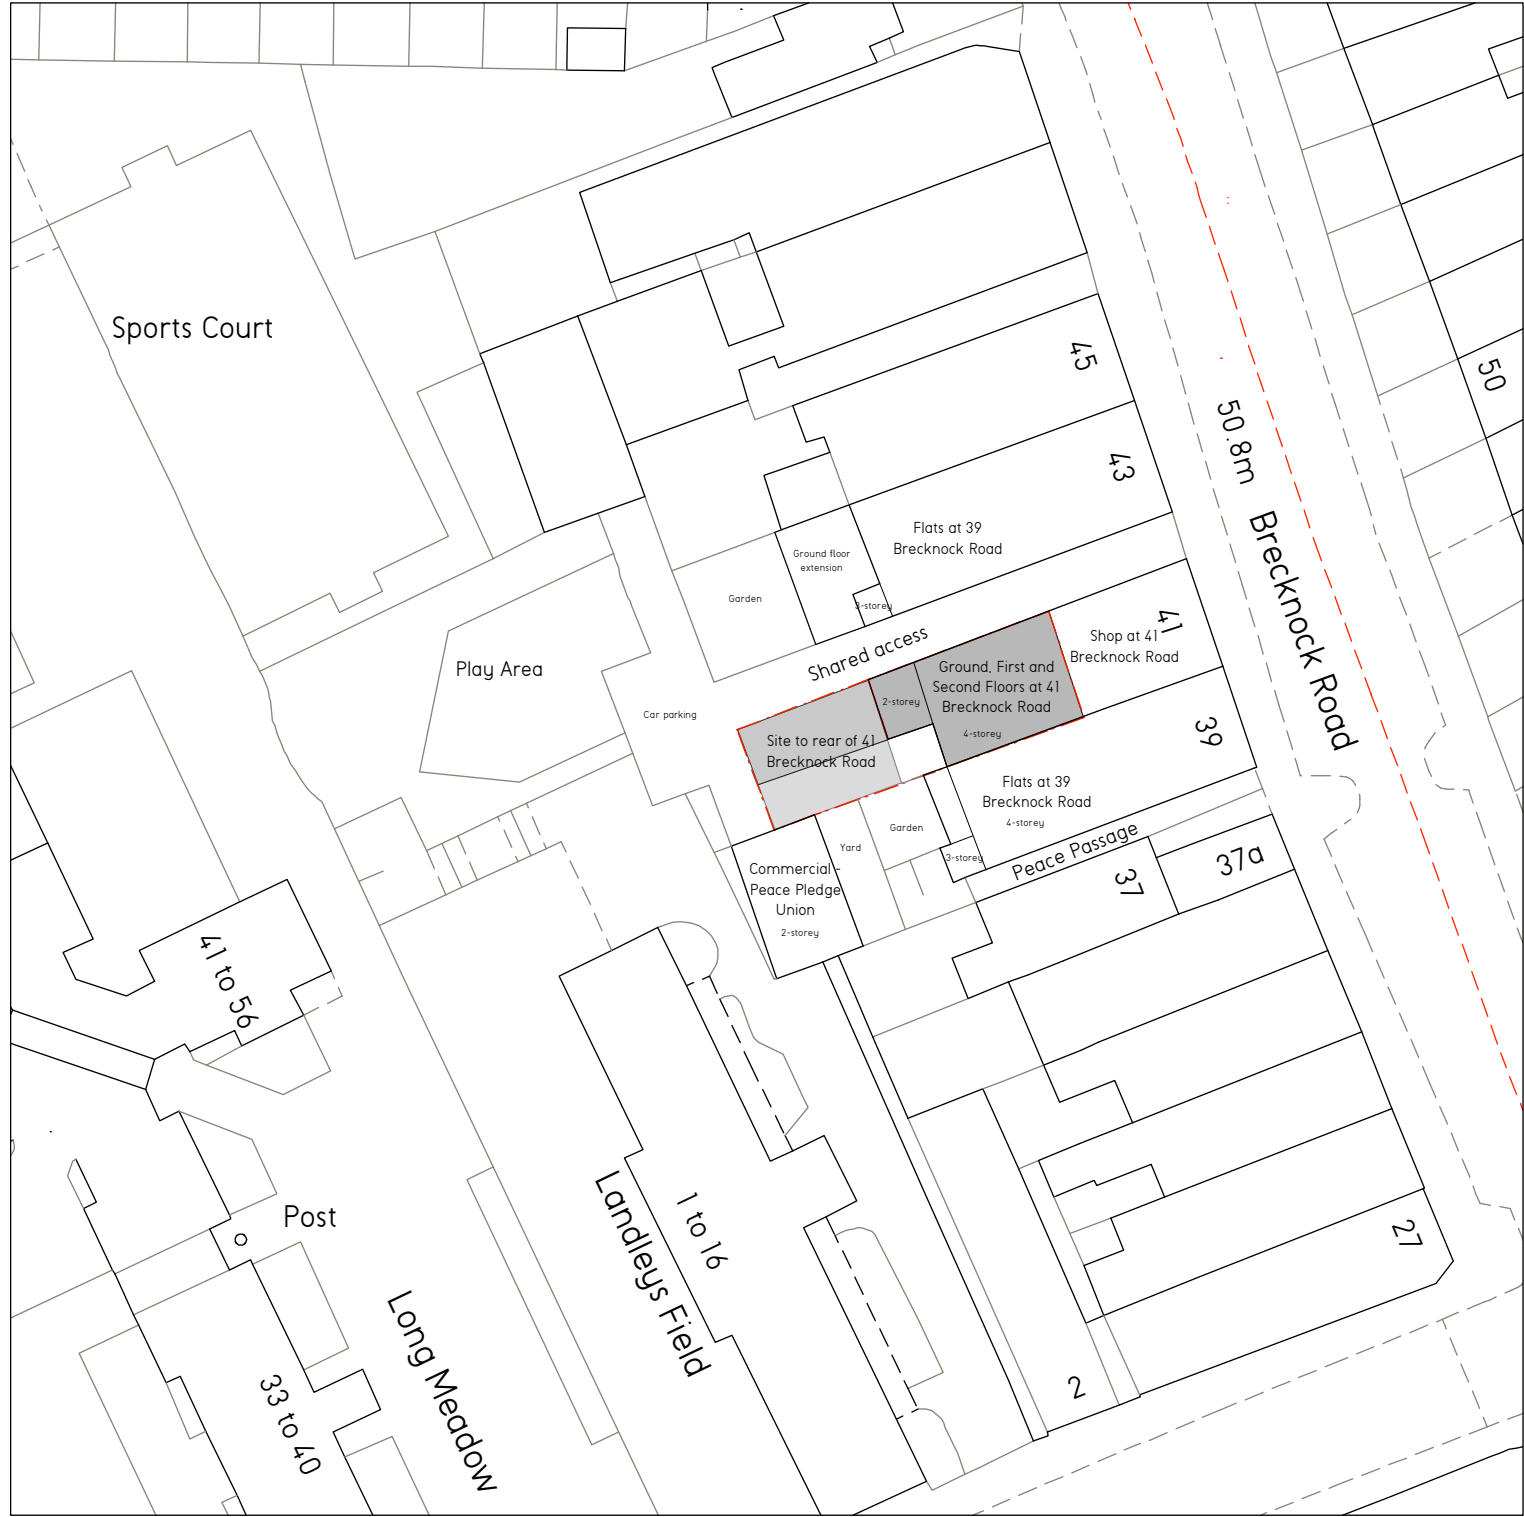 Sports Court
45
50
50.8m
43
Brecknock Road
Flats at 39
Brecknock Road
Ground floor
extension
Garden
3-storey
Shared access
41
Shop at 41
Brecknock Road
Ground, First and
Second Floors at 41
Brecknock Road
4-storey
2-storey
Play Area
Car parking
Site to rear of 41
Brecknock Road
39
Flats at 39
Brecknock Road
4-storey
Garden
Yard
3-storey
Peace Passage
37
37a
Commercial -
Peace Pledge
Union
2-storey
41 to 56
Post
1 to 16
Landleys Field
Long Meadow
33 to 40
27
2